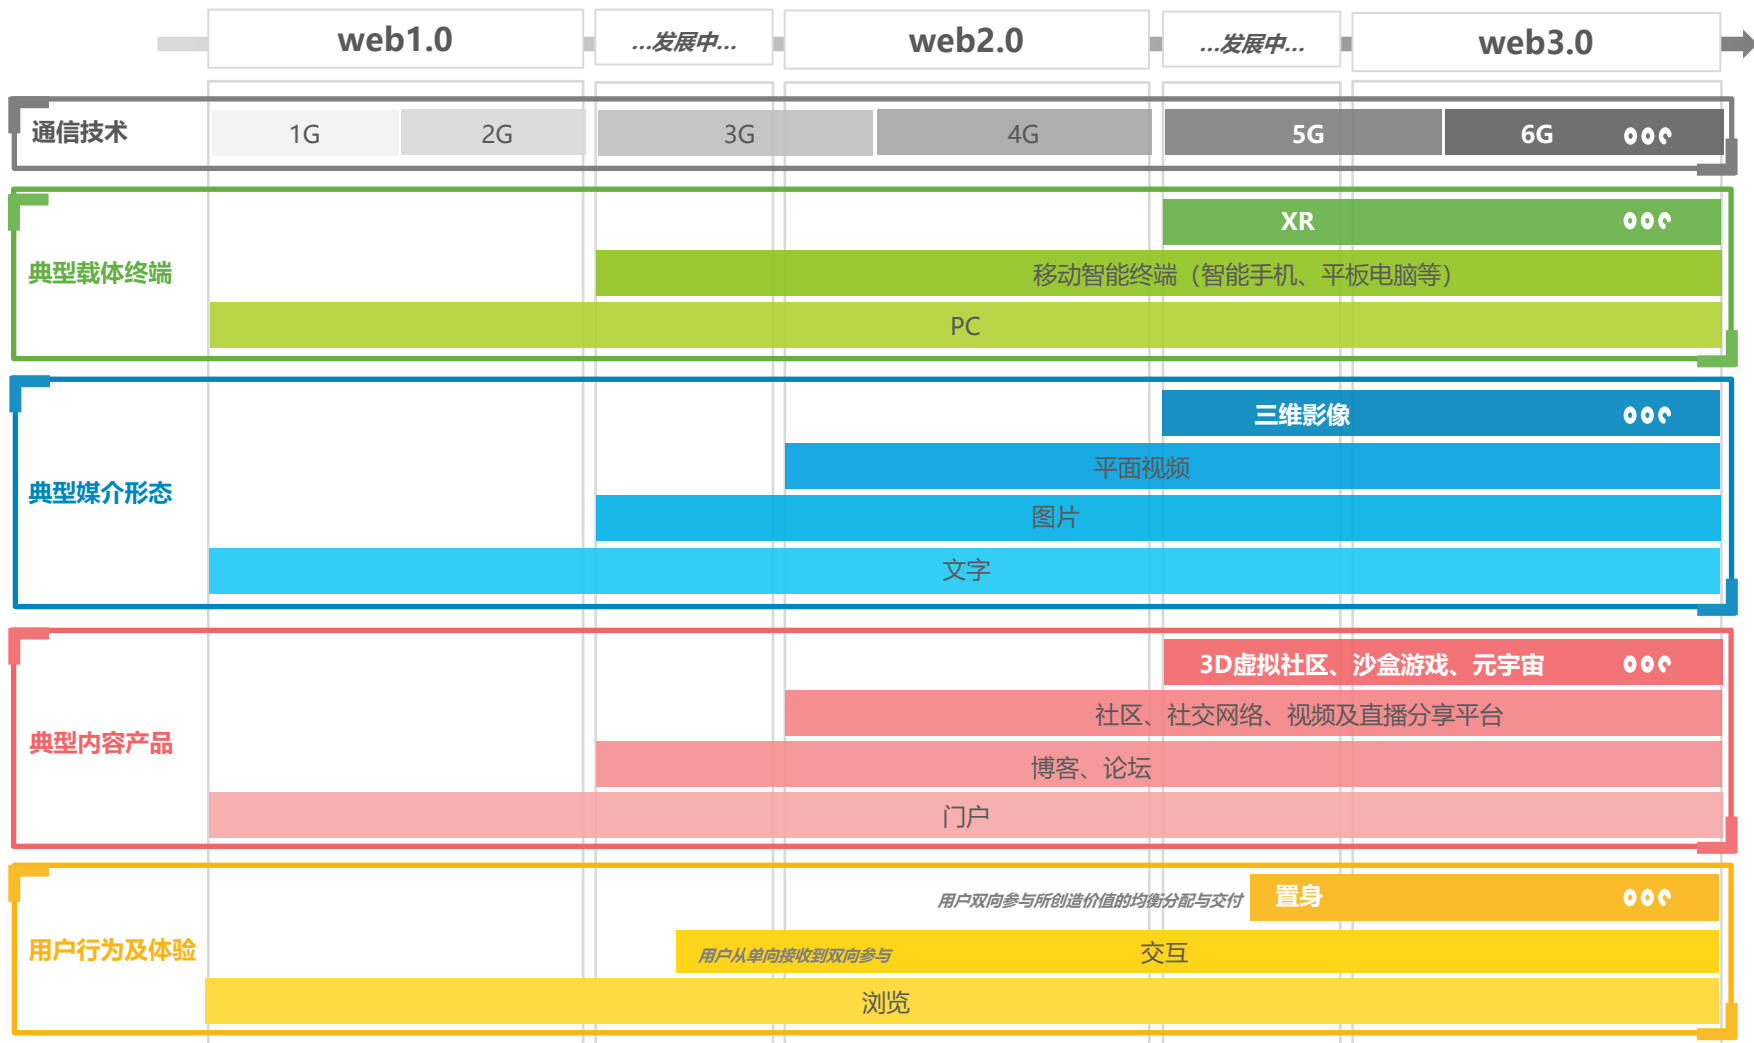 web1.0
...发展中...
web2.0
...发展中...
web3.0
通信技术
1G
2G
3G
4G
5G
6G
典型载体终端
XR
移动智能终端（智能手机、平板电脑等）
PC
典型媒介形态
三维影像
平面视频
图片
文字
典型内容产品
3D虚拟社区、沙盒游戏、元宇宙
社区、社交网络、视频及直播分享平台
博客、论坛
门户
用户行为及体验
用户双向参与所创造价值的均衡分配与交付
置身
用户从单向接收到双向参与
交互
浏览